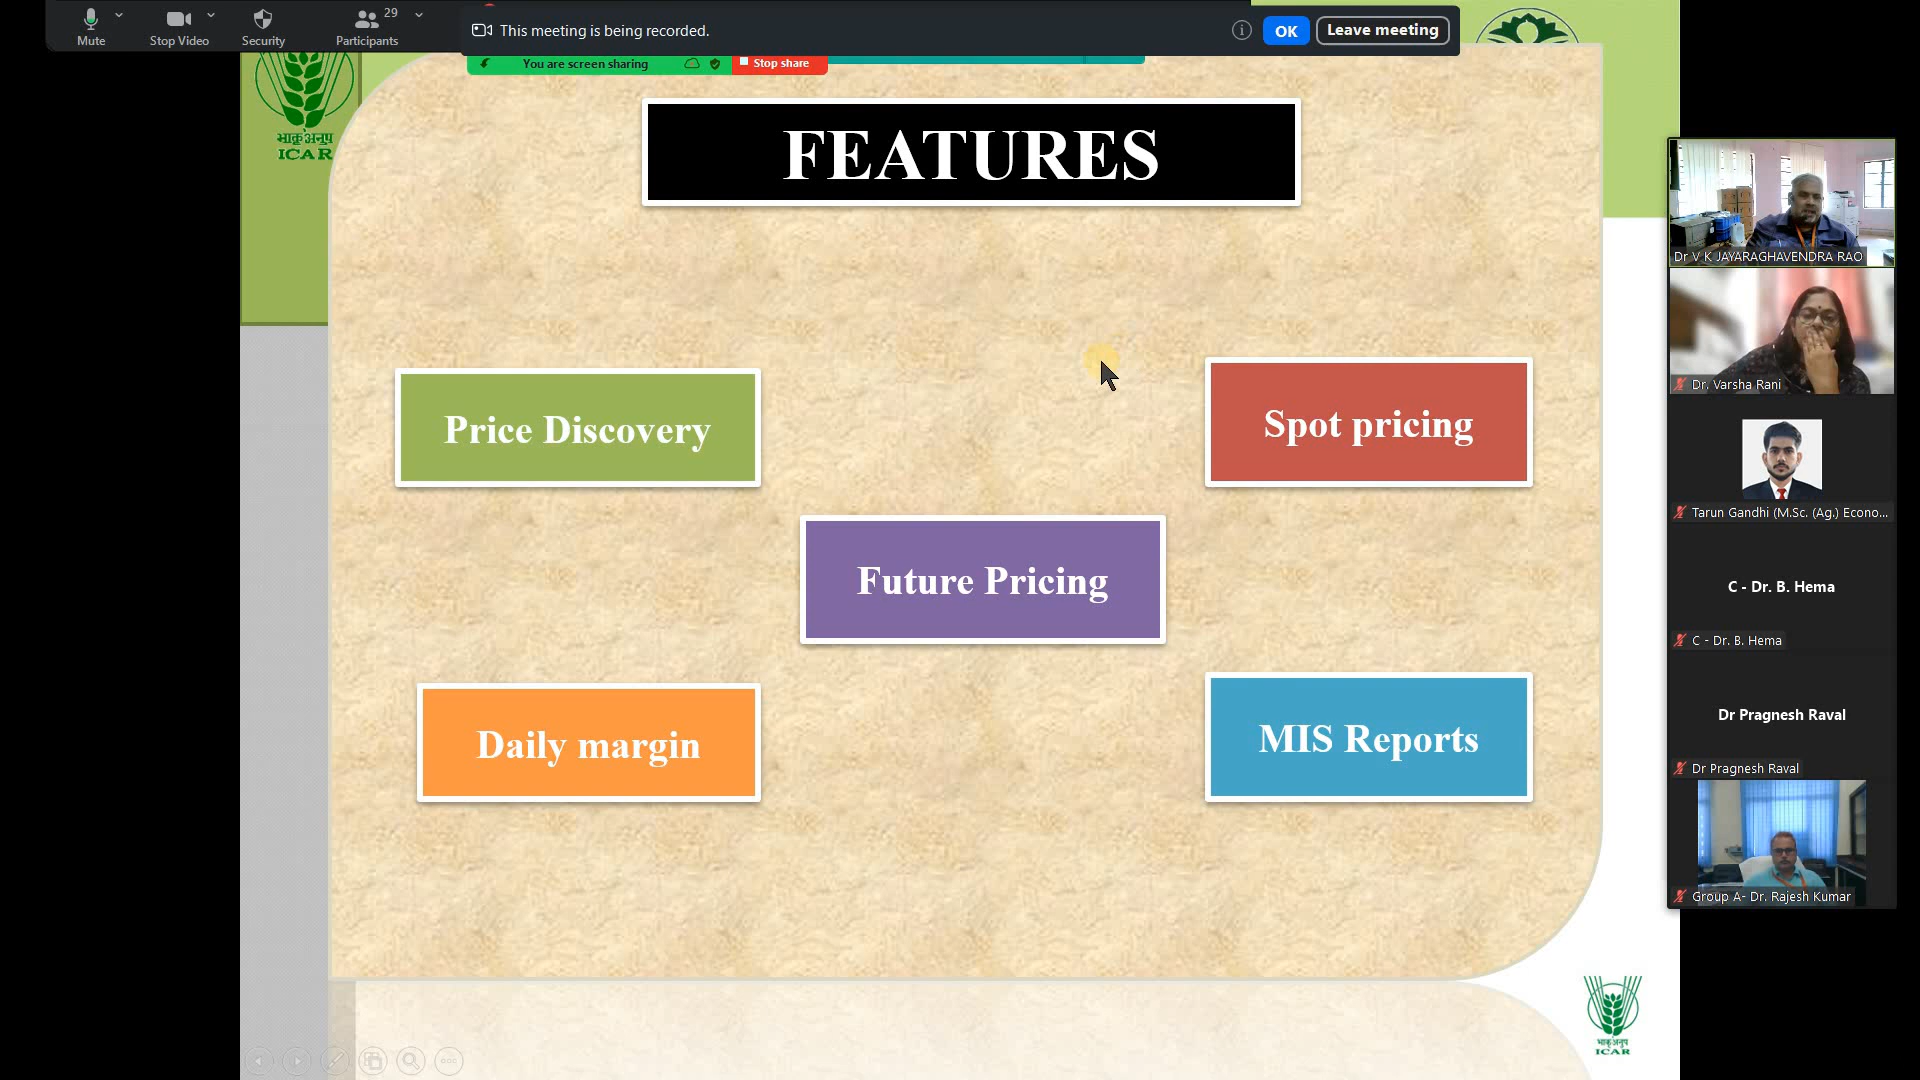 Mute
Stop Video
Security
Participants
29
This meeting is being recorded.
OK
Leave meeting
You are screen sharing
Stop share
भाकृअनुप
ICAR
FEATURES
Price Discovery
Spot pricing
Future Pricing
Daily margin
MIS Reports
Dr V K JAYARAGHAVENDRA RAO
Dr. Varsha Rani
Tarun Gandhi (M.Sc. (Ag.) Econo...
C - Dr. B. Hema
C - Dr. B. Hema
Dr Pragnesh Raval
Dr Pragnesh Raval
Group A- Dr. Rajesh Kumar
भाकृअनुप
ICAR